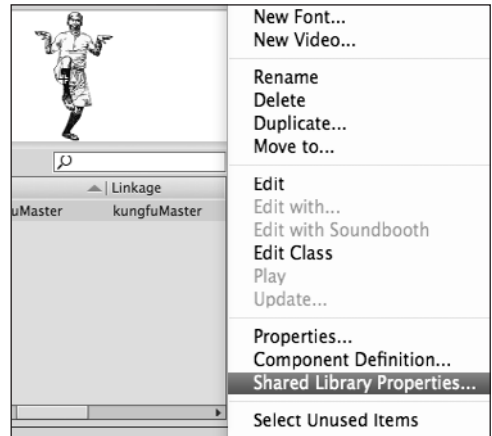 New Font...
New Video...
Rename
Delete
Duplicate...
Move to...
Linkage
uMaster kungfuMaster
Edit
Edit with...
Edit with Soundbooth
Edit Class
Play
Update...
Properties...
Component Definition...
Shared Library Properties...
Select Unused Items